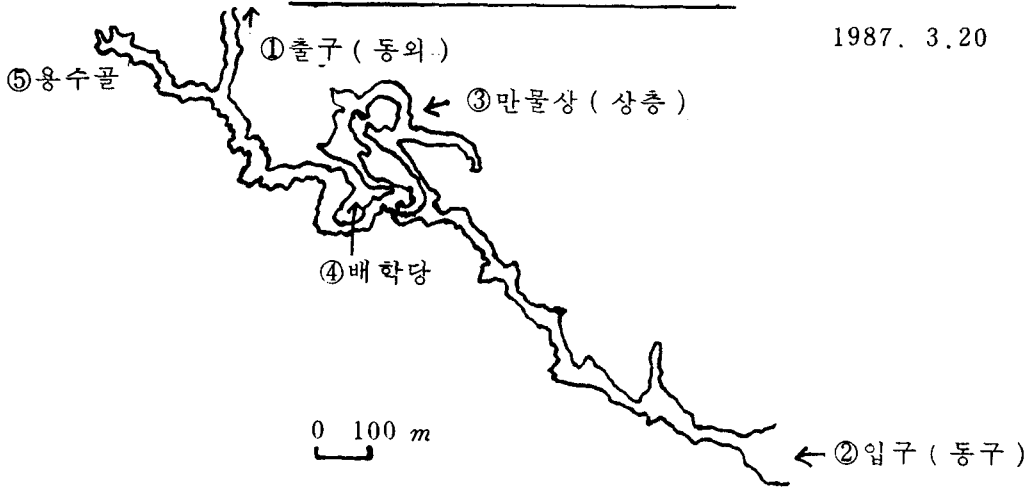 1987. 3.20
①출구 ( 동외 )
⑤용수골
③만물상 ( 상층 )
④배학당
0 100 m
②입구 ( 동구 )